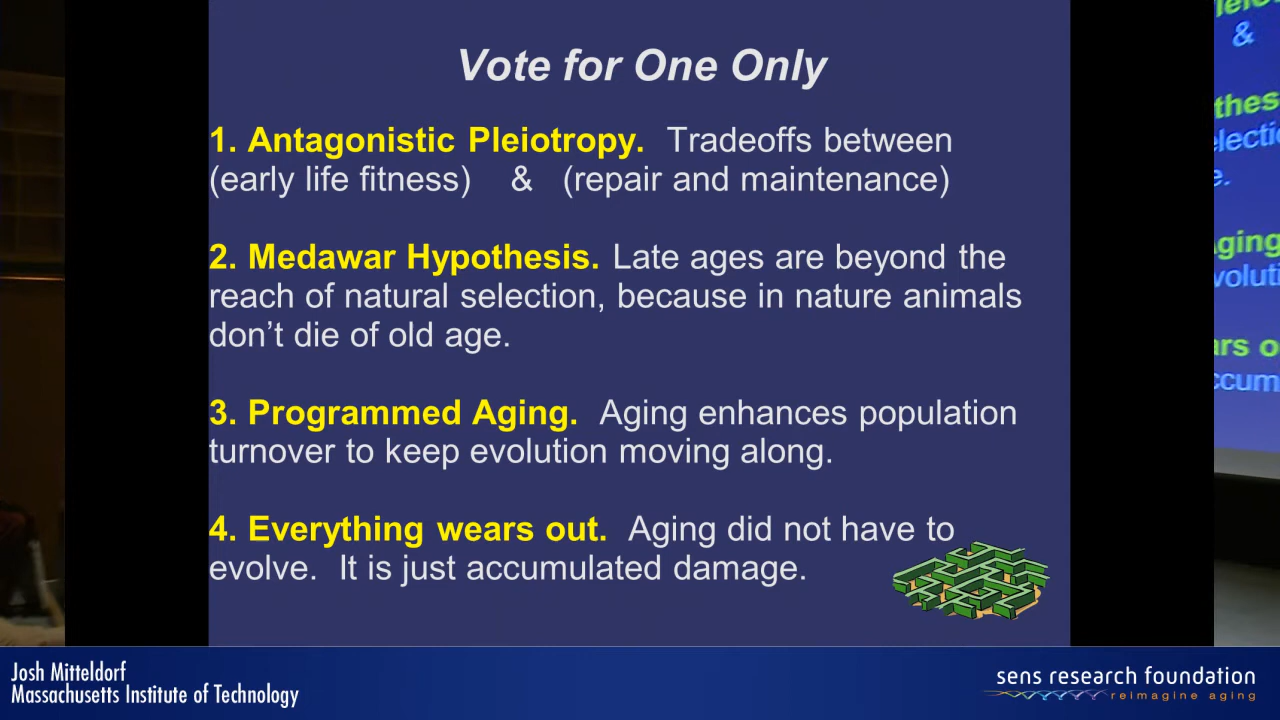 Vote for One Only
1. Antagonistic Pleiotropy. Tradeoffs between
(early life fitness) & (repair and maintenance)
2. Medawar Hypothesis. Late ages are beyond the
reach of natural selection, because in nature animals
don't die of old age.
3. Programmed Aging. Aging enhances population
turnover to keep evolution moving along.
4. Everything wears out. Aging did not have to
evolve. It is just accumulated damage.
&
Josh Mitteldorf
Massachusetts Institute of Technology
sens research foundation
reimagine aging